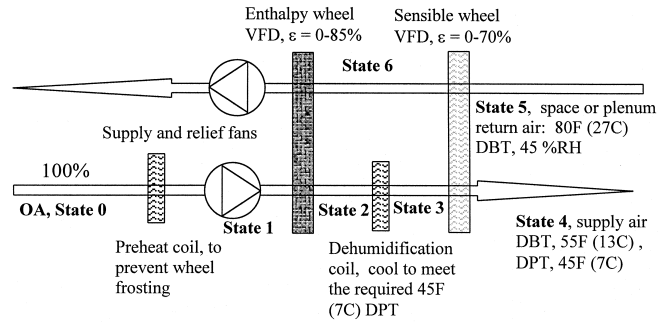 Enthalpy wheel
VFD, ε = 0-85%
Sensible wheel
VFD, ε = 0-70%
State 6
State 5, space or plenum
return air: 80F (27C)
DBT, 45 %RH
Supply and relief fans
100%
OA, State 0
State 1
State 2
State 3
State 4, supply air
DBT, 55F (13C) ,
DPT, 45F (7C)
Preheat coil, to
prevent wheel
frosting
Dehumidification
coil, cool to meet
the required 45F
(7C) DPT